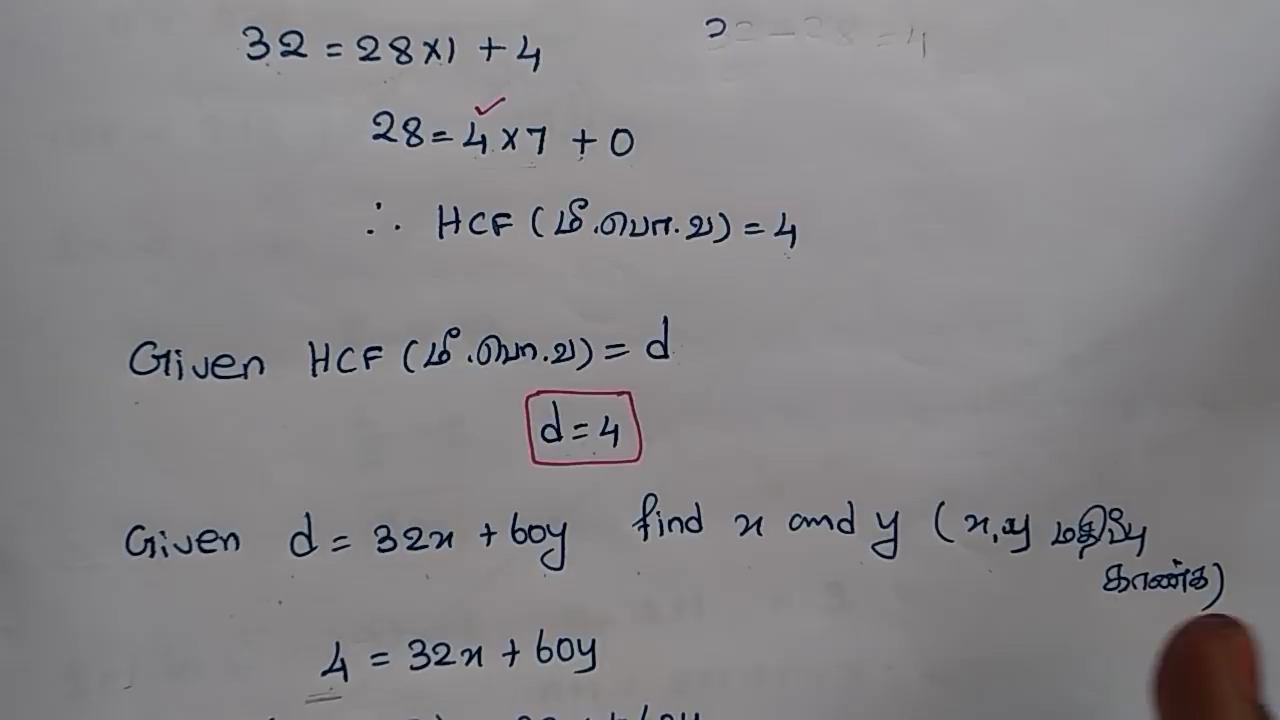 32 = 28×1 + 4
28 = 4×7 + 0
∴ HCF (மீ.பொ.வ) = 4
Given HCF (மீ.பொ.வ) = d
d = 4
Given d = 32x + 60y find x and y (x,y மதிப்பு
காண்க)
4 = 32x + 60y